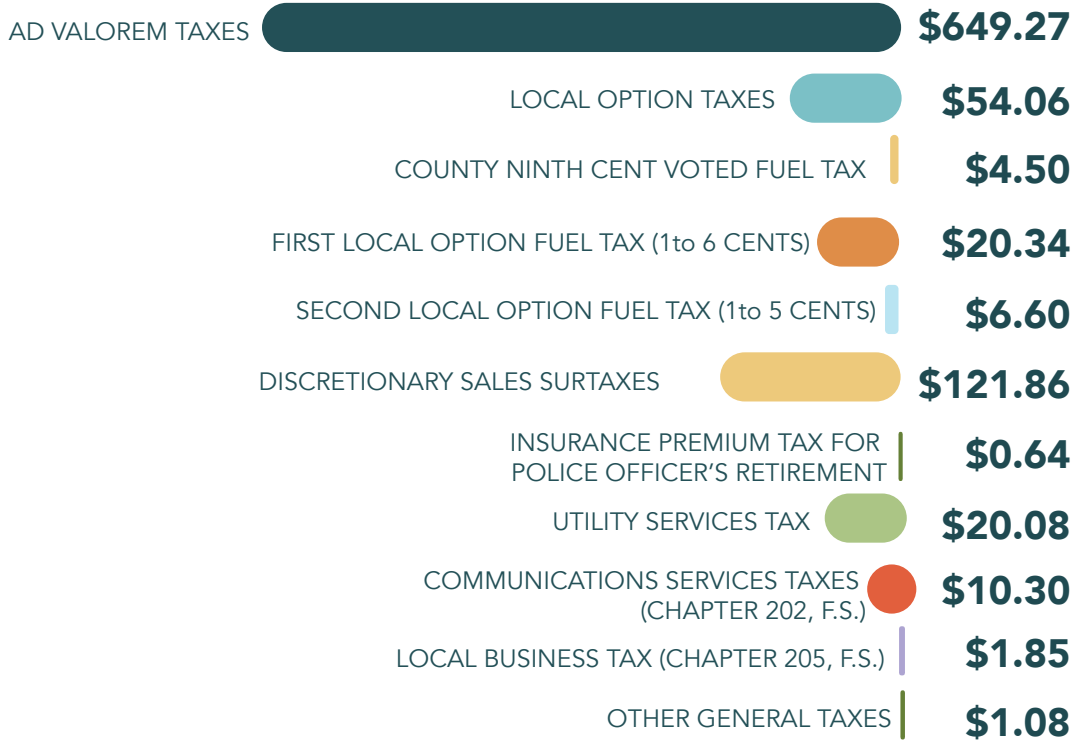 AD VALOREM TAXES $649.27
LOCAL OPTION TAXES $54.06
COUNTY NINTH CENT VOTED FUEL TAX $4.50
FIRST LOCAL OPTION FUEL TAX (1to 6 CENTS) $20.34
SECOND LOCAL OPTION FUEL TAX (1to 5 CENTS) $6.60
DISCRETIONARY SALES SURTAXES $121.86
INSURANCE PREMIUM TAX FOR
POLICE OFFICER’S RETIREMENT $0.64
UTILITY SERVICES TAX $20.08
COMMUNICATIONS SERVICES TAXES
(CHAPTER 202, F.S.) $10.30
LOCAL BUSINESS TAX (CHAPTER 205, F.S.) $1.85
OTHER GENERAL TAXES $1.08